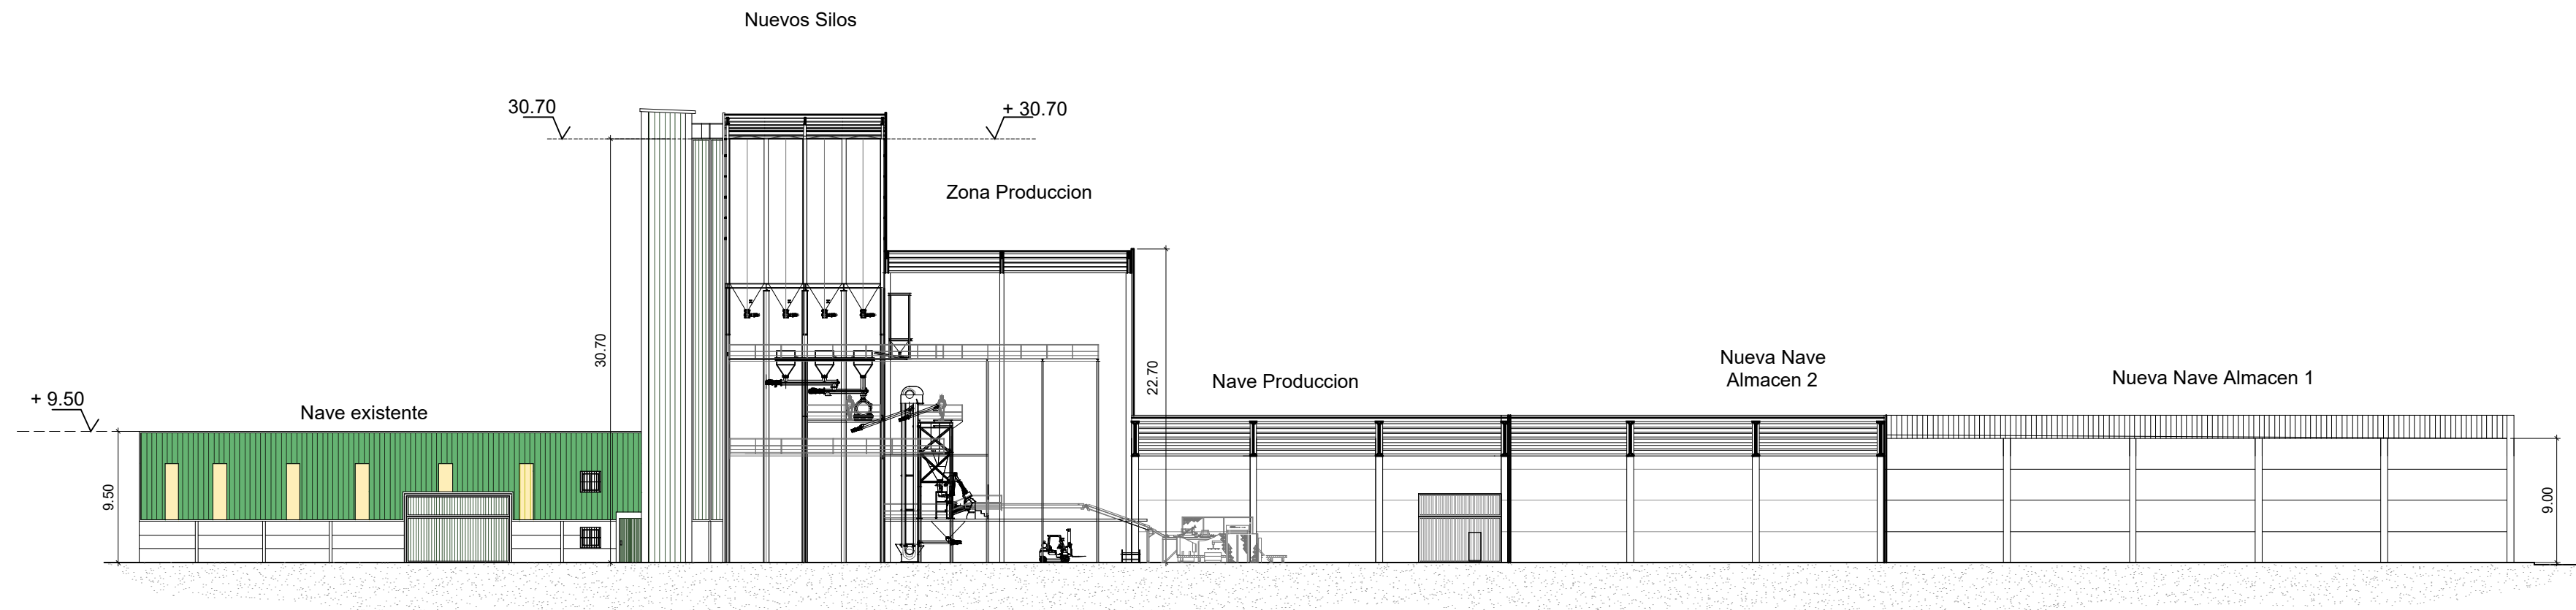 Nuevos Silos
30.70
+ 30.70
Zona Produccion
30.70
22.70
Nueva Nave
Almacen 2
Nave Produccion
Nueva Nave Almacen 1
+ 9.50
Nave existente
9.50
9.00